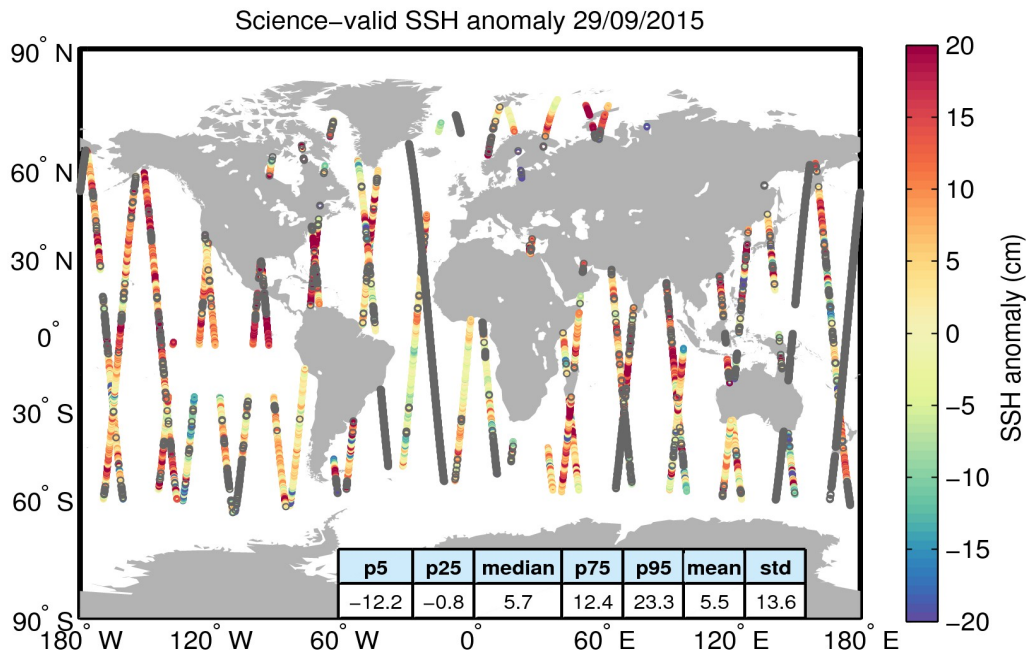 Science−valid SSH anomaly 29/09/2015
90° N
60° N
30° N
0°
30° S
60° S
90° S
180° W
120° W
60° W
0°
60° E
120° E
180° E
p5 p25 median p75 p95 mean std
−12.2 −0.8 5.7 12.4 23.3 5.5 13.6
20
15
10
5
0
−5
−10
−15
−20
SSH anomaly (cm)